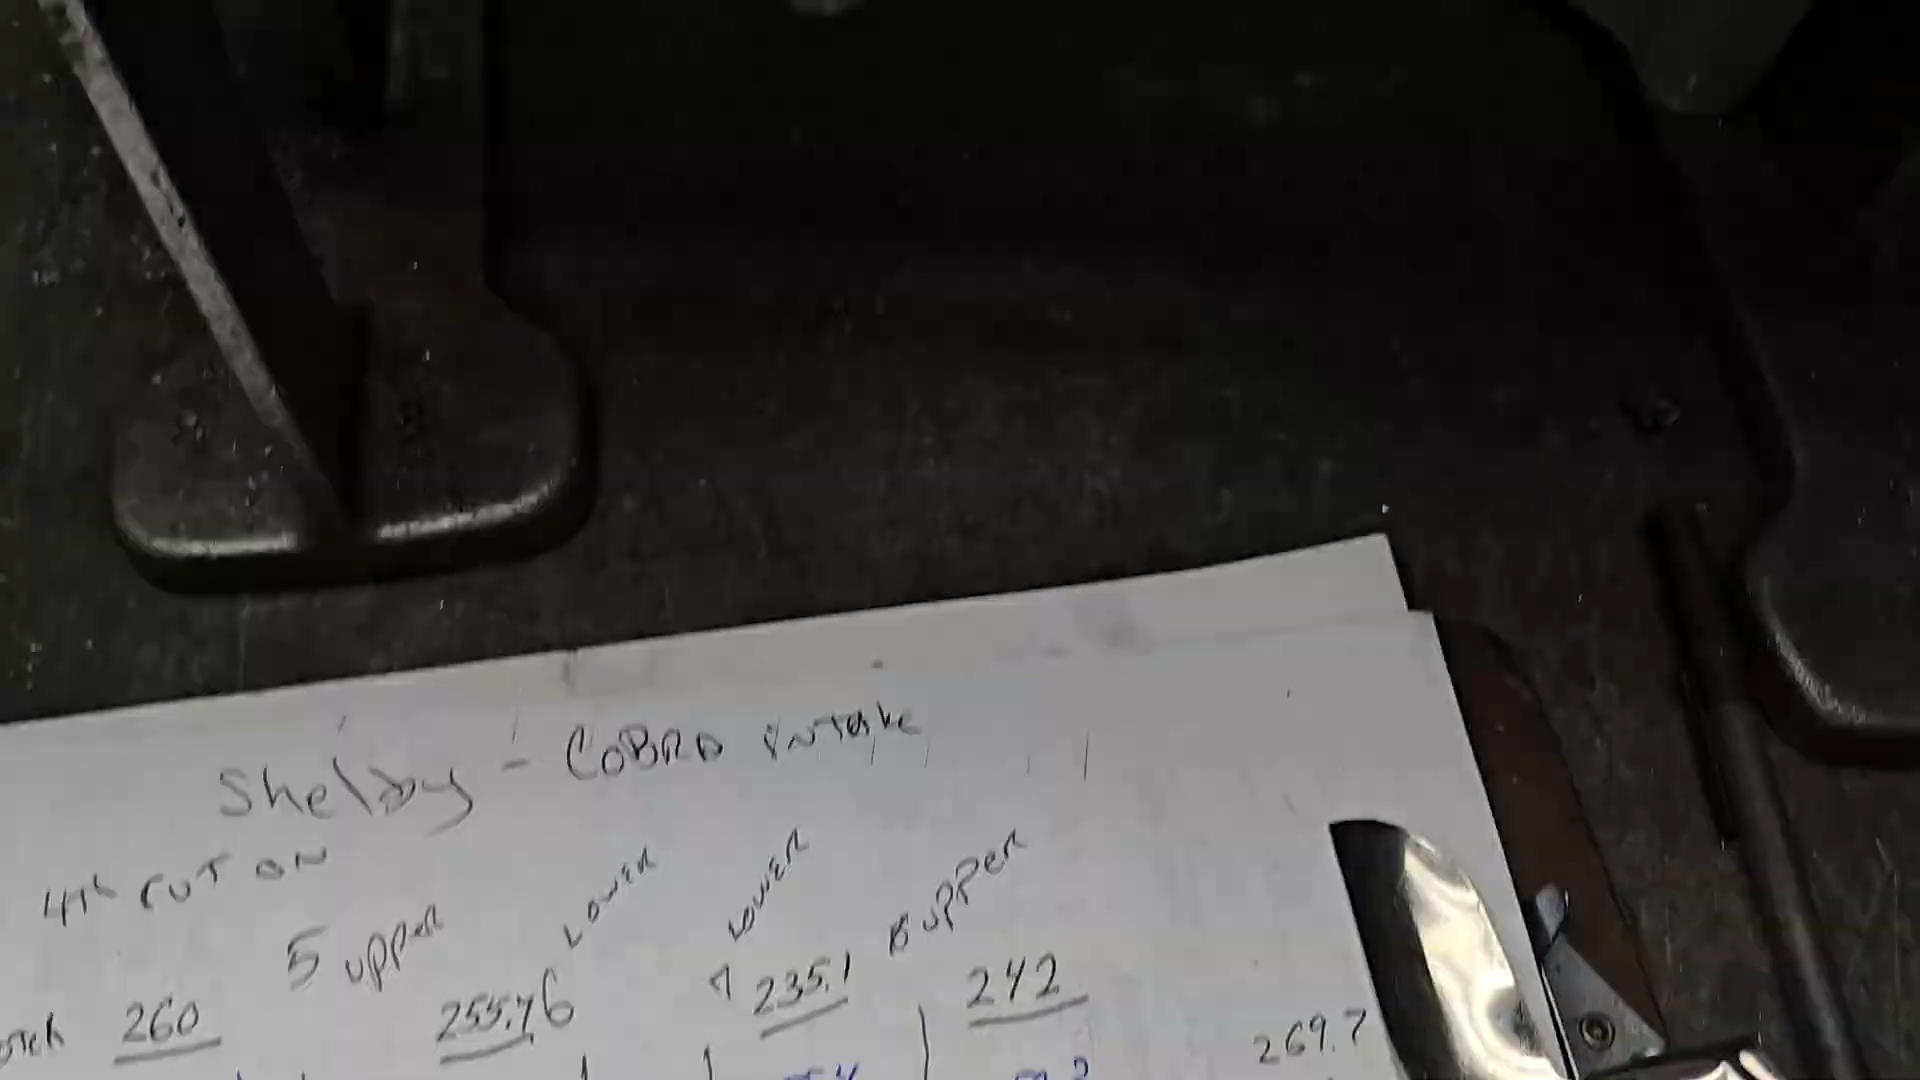 Shelby - COBRA intake
4th CUT ON
5 upper LOWER LOWER 5 upper
260 255.76 235.1 242
269.7